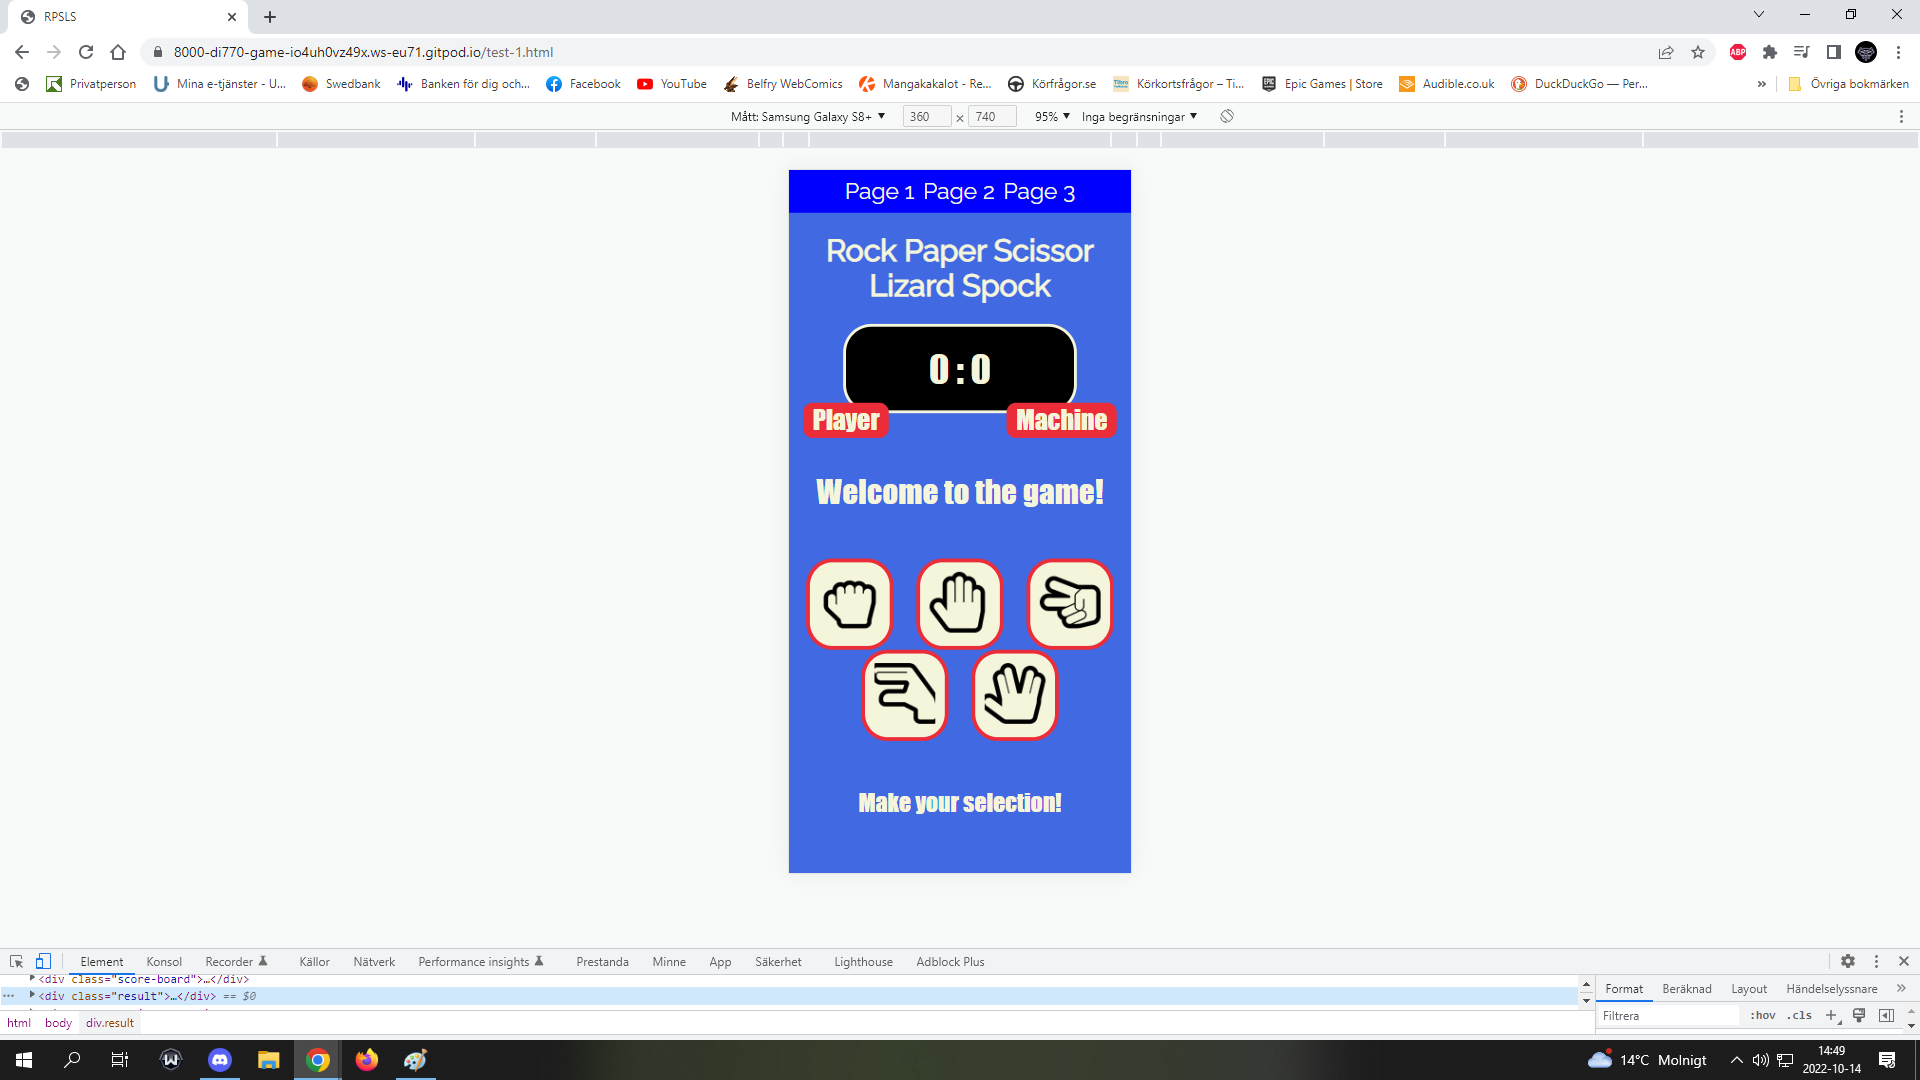 RPSLS
8000-di770-game-io4uh0vz49x.ws-eu71.gitpod.io/test-1.html
ABP
Privatperson Mina e-tjänster - U... Swedbank Banken för dig och... Facebook YouTube Belfry WebComics Mangakakalot - Re... Körfrågor.se Körkortsfrågor – Ti... Epic Games | Store Audible.co.uk DuckDuckGo — Per... » Övriga bokmärken
Mått: Samsung Galaxy S8+ 360 × 740 95% Inga begränsningar
Page 1 Page 2 Page 3
Rock Paper Scissor
Lizard Spock
0 : 0
Player Machine
Welcome to the game!
Make your selection!
Element Konsol Recorder Källor Nätverk Performance insights Prestanda Minne App Säkerhet Lighthouse Adblock Plus
<div class="score-board">…</div>
<div class="result">…</div> == $0
html body div.result
Format Beräknad Layout Händelselyssnare »
Filtrera :hov .cls
14°C Molnigt
14:49
2022-10-14